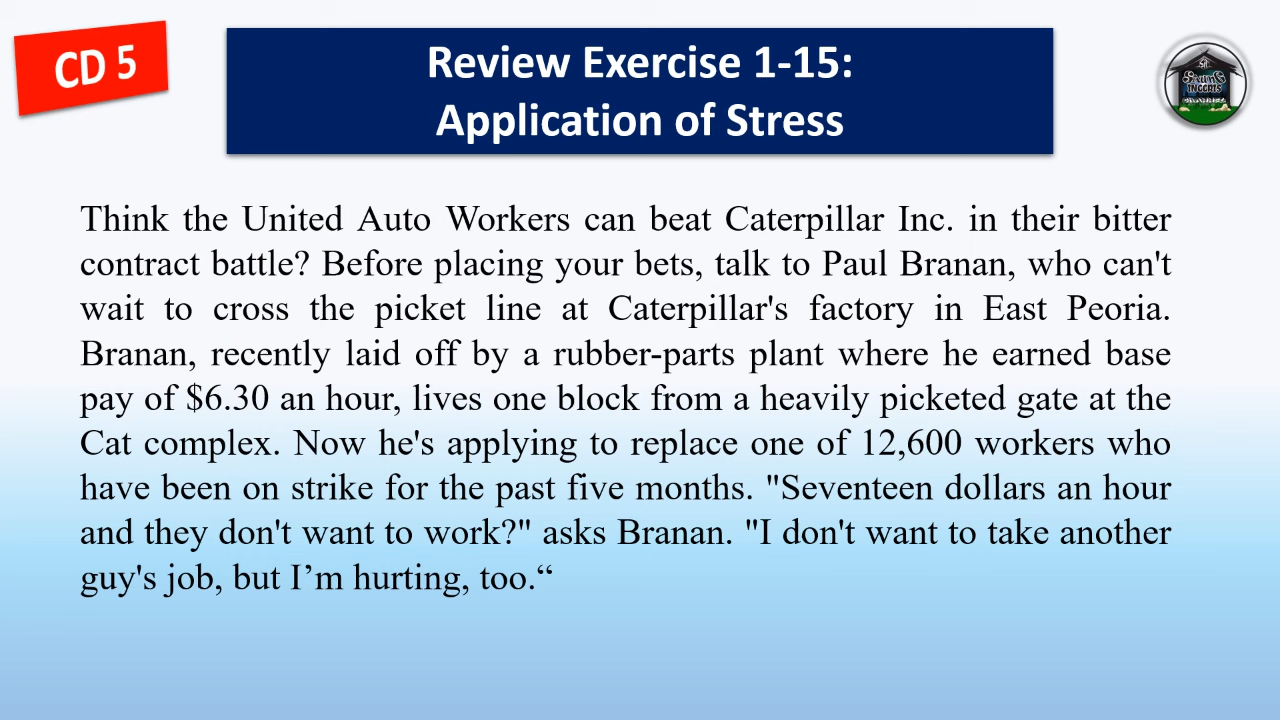 CD 5
Review Exercise 1-15:
Application of Stress
Think the United Auto Workers can beat Caterpillar Inc. in their bitter
contract battle? Before placing your bets, talk to Paul Branan, who can't
wait to cross the picket line at Caterpillar's factory in East Peoria.
Branan, recently laid off by a rubber-parts plant where he earned base
pay of $6.30 an hour, lives one block from a heavily picketed gate at the
Cat complex. Now he's applying to replace one of 12,600 workers who
have been on strike for the past five months. "Seventeen dollars an hour
and they don't want to work?" asks Branan. "I don't want to take another
guy's job, but I’m hurting, too.“